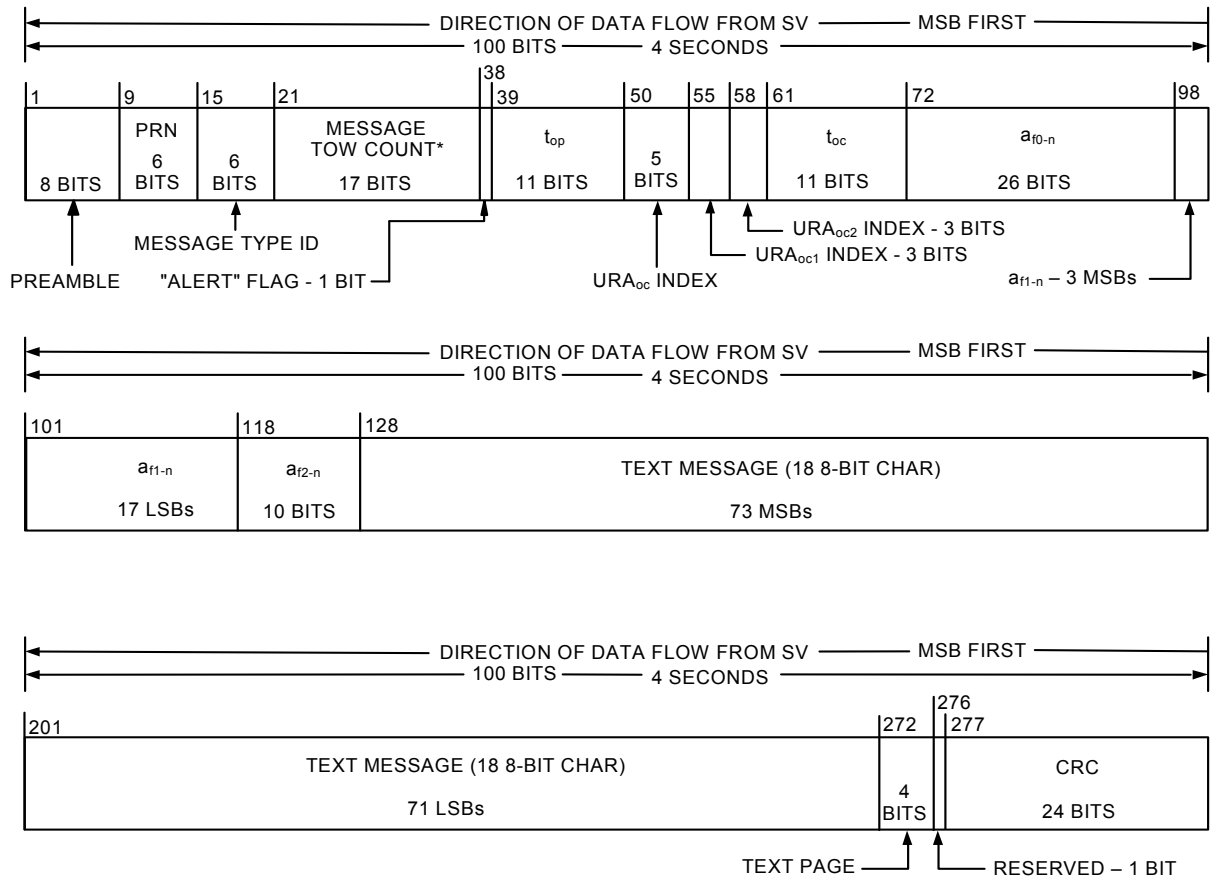 DIRECTION OF DATA FLOW FROM SV MSB FIRST
100 BITS 4 SECONDS
1 9 15 21 38 39 50 55 58 61 72 98
PRN MESSAGE
TOW COUNT*
t_op t_oc a_f0-n
8 BITS 6 BITS 6 BITS 17 BITS 11 BITS 5 BITS 11 BITS 26 BITS
URA_oc2 INDEX - 3 BITS
MESSAGE TYPE ID
URA_oc1 INDEX - 3 BITS
PREAMBLE "ALERT" FLAG - 1 BIT URA_oc INDEX a_f1-n – 3 MSBs
DIRECTION OF DATA FLOW FROM SV MSB FIRST
100 BITS 4 SECONDS
101 118 128
a_f1-n a_f2-n TEXT MESSAGE (18 8-BIT CHAR)
17 LSBs 10 BITS 73 MSBs
DIRECTION OF DATA FLOW FROM SV MSB FIRST
100 BITS 4 SECONDS
201 272 276 277
TEXT MESSAGE (18 8-BIT CHAR) CRC
71 LSBs 4 BITS 24 BITS
TEXT PAGE RESERVED – 1 BIT